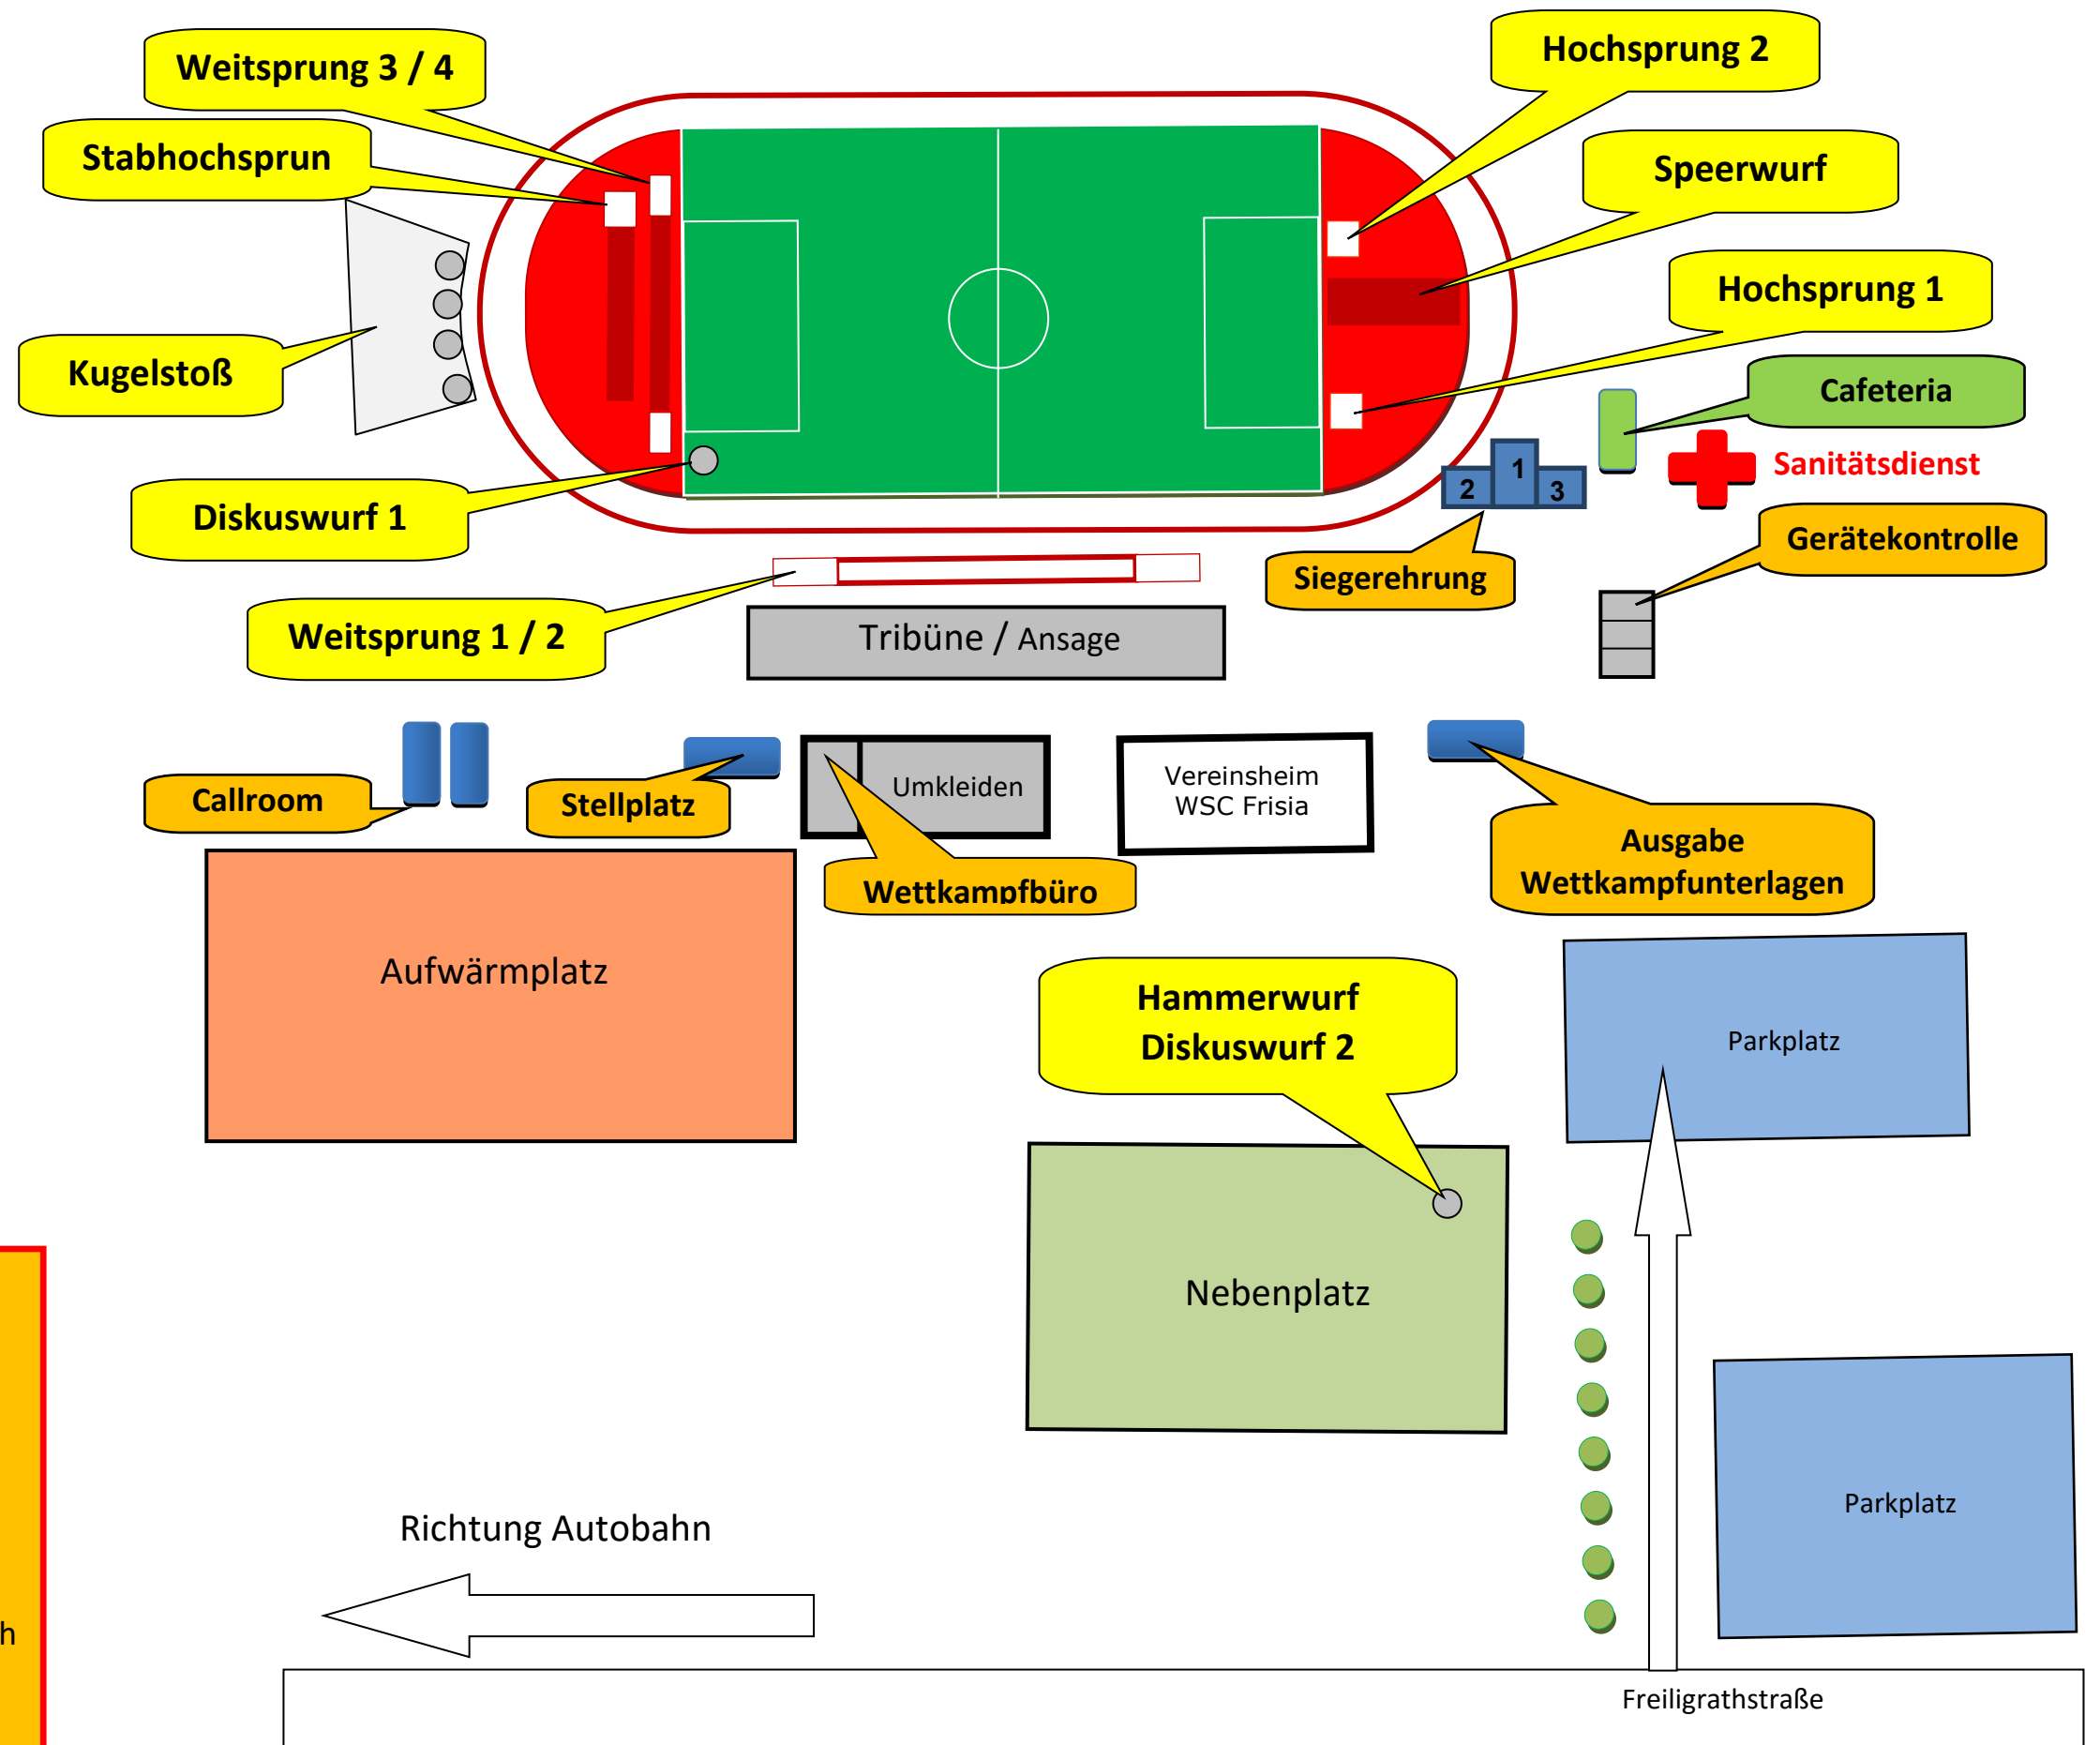 Hochsprung 2
Weitsprung 3 / 4
Stabhochsprun
Speerwurf
Hochsprung 1
Kugelstoß
Cafeteria
1
2
3
Sanitätsdienst
Diskuswurf 1
Gerätekontrolle
Siegerehrung
Weitsprung 1 / 2
Tribüne / Ansage
Callroom
Stellplatz
Umkleiden
Vereinsheim
WSC Frisia
Wettkampfbüro
Ausgabe
Wettkampfunterlagen
Aufwärmplatz
Hammerwurf
Diskuswurf 2
Parkplatz
Nebenplatz
Parkplatz
Richtung Autobahn
h
Freiligrathstraße